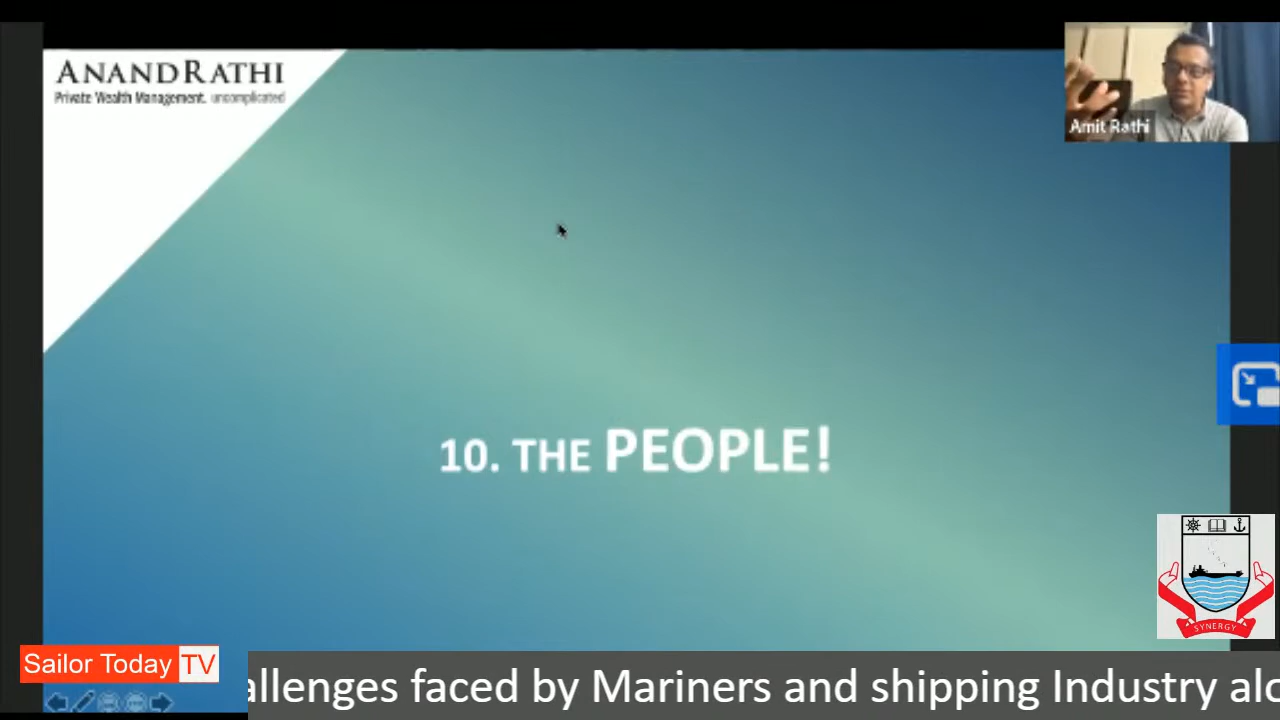 ANANDRATHI
Private Wealth Management. uncomplicated
Amit Rathi
10. THE PEOPLE!
SYNERGY
Sailor Today TV
allenges faced by Mariners and shipping Industry alo